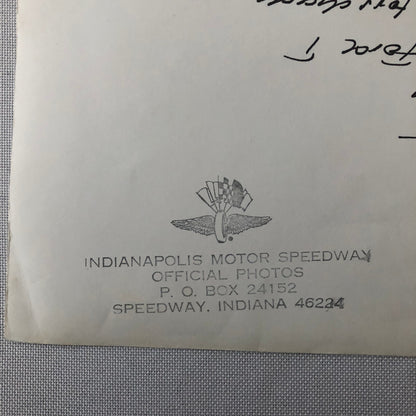 INDIANAPOLIS MOTOR SPEEDWAY
OFFICIAL PHOTOS
P. O. BOX 24152
SPEEDWAY, INDIANA 46224